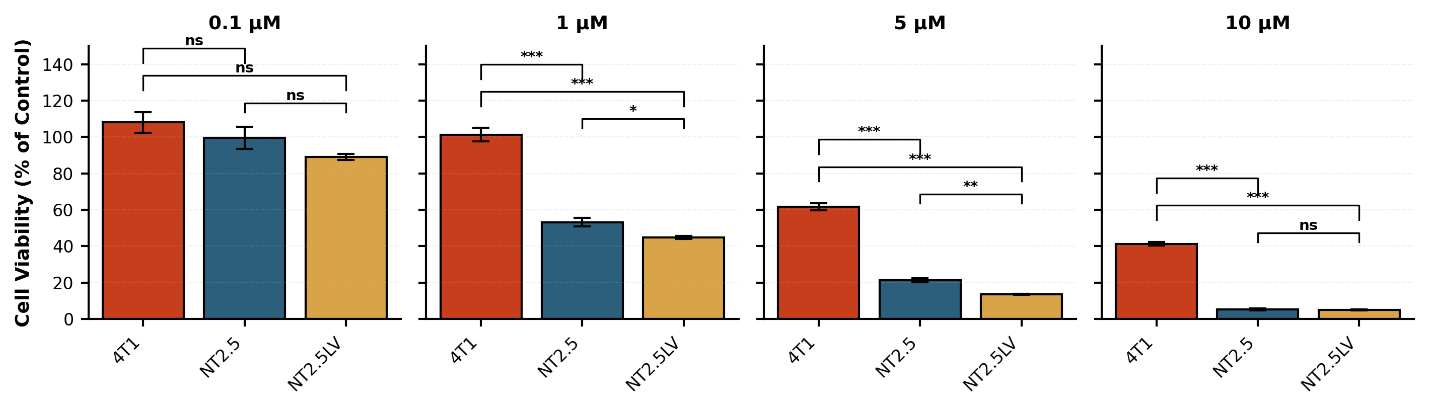 0.1 µM
1 µM
5 µM
10 µM
Cell Viability (% of Control)
140
120
100
80
60
40
20
0
ns
ns
ns
***
***
*
***
***
**
***
***
ns
4T1
NT2.5
NT2.5LV
4T1
NT2.5
NT2.5LV
4T1
NT2.5
NT2.5LV
4T1
NT2.5
NT2.5LV